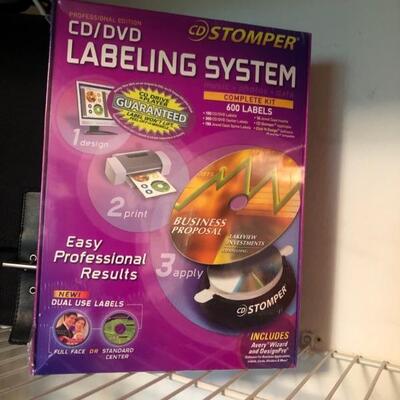 PROFESSIONAL EDITION
CD/DVD
CD STOMPER®
LABELING SYSTEM
COMPLETE KIT
600 LABELS
GUARANTEED
1 design
2 print
BUSINESS
PROPOSAL
LAKEVIEW
INVESTMENTS
Easy
Professional
Results
3 apply
CD STOMPER
NEW!
DUAL USE LABELS
FULL FACE OR STANDARD
CENTER
INCLUDES
Avery® Wizard
and DesignPro®